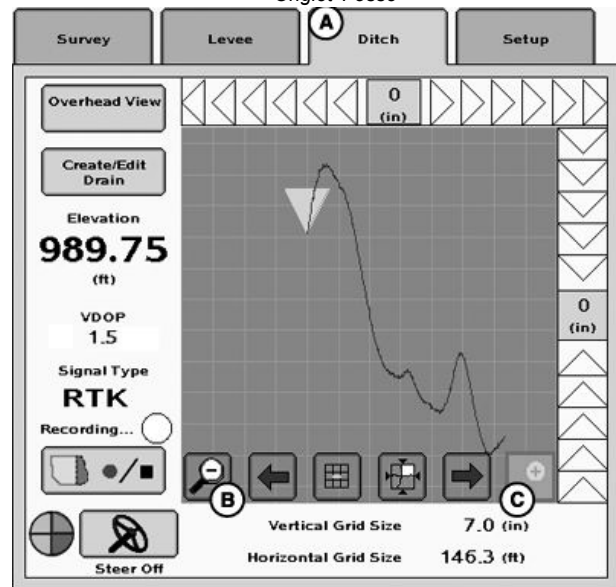 A
Survey
Levee
Ditch
Setup
Overhead View
0
(in)
Create/Edit
Drain
Elevation
989.75
(ft)
0
(in)
VDOP
1.5
Signal Type
RTK
Recording...
B
C
Vertical Grid Size 7.0 (in)
Horizontal Grid Size 146.3 (ft)
Steer Off